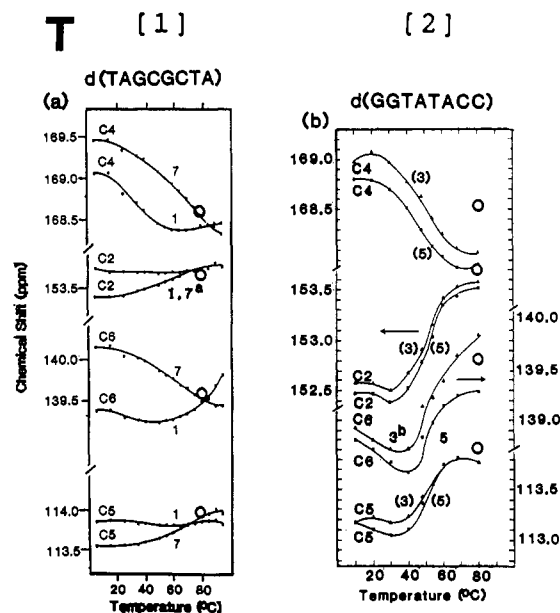 T [1] [2]
d(TAGCGCTA) d(GGTATACC)
(a) (b)
169.5
169.0
168.5
153.5
140.0
139.5
114.0
113.5
C4
C4
7
1
C2
C2
1,7ª
C6
7
C6
1
C5
1
C5
7
Chemical Shift (ppm)
20 40 60 80
Temperature (ºC)
169.0
168.5
153.5
153.0
152.5
C4
C4
(3)
(5)
(3) (5)
C2
C2
C6
C6
3ᵇ
5
(3) (5)
C5
C5
140.0
139.5
139.0
113.5
113.0
20 40 60 80
Temperature (ºC)